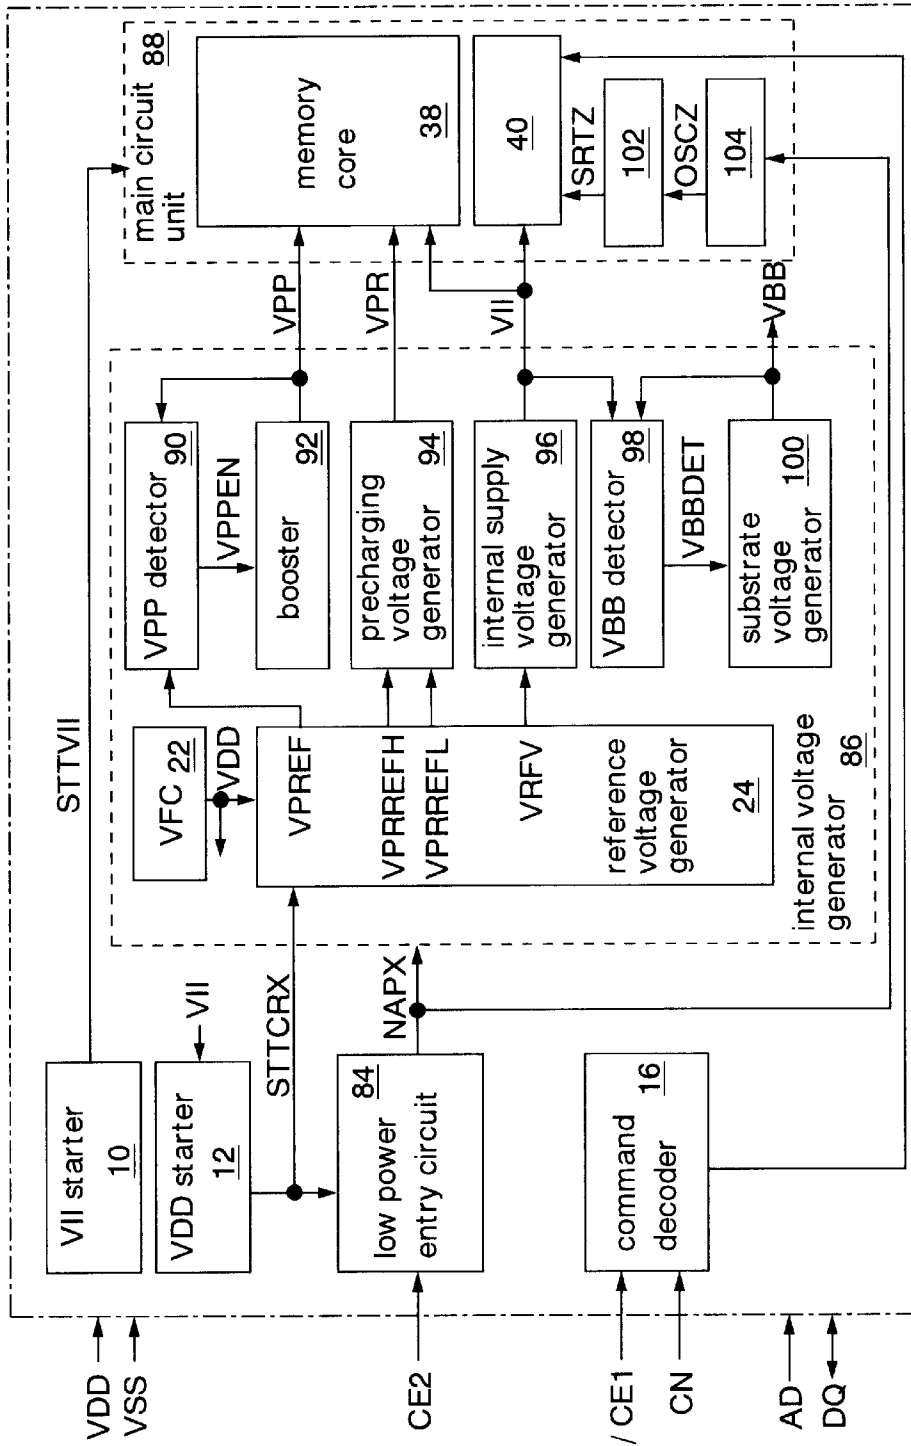 VDD
VSS
CE2
/ CE1
CN
AD
DQ
VII starter
10
VDD starter
12
VII
STTVII
STTCRX
low power
entry circuit
84
NAPX
command
decoder
16
VFC 22
VDD
VPREF
VPRREFH
VPRREFL
VRFV
reference
voltage
generator
24
internal voltage
generator
86
VPP detector
90
VPPEN
booster
92
precharging
voltage
generator
94
internal supply
voltage
generator
96
VBB detector
98
VBBDET
substrate
voltage
generator
100
VPP
VPR
VII
VBB
main circuit
unit
88
memory
core
38
40
SRTZ
102
OSCZ
104